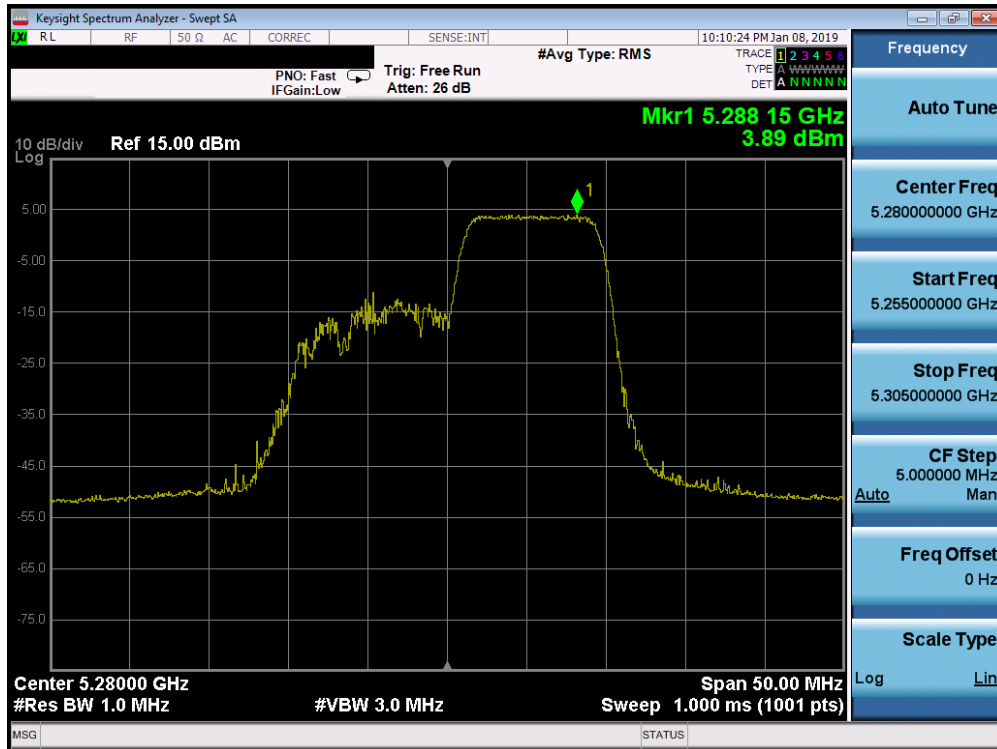 Keysight Spectrum Analyzer - Swept SA
LXI RL RF 50 Ω AC CORREC SENSE:INT 10:10:24 PM Jan 08, 2019
#Avg Type: RMS TRACE 1 2 3 4 5 6
PNO: Fast Trig: Free Run TYPE A WWWWW
IFGain:Low Atten: 26 dB DET A N N N N N
Mkr1 5.288 15 GHz
3.89 dBm
10 dB/div Ref 15.00 dBm
Log
1
5.00
-5.00
-15.0
-25.0
-35.0
-45.0
-55.0
-65.0
-75.0
Center 5.28000 GHz Span 50.00 MHz
#Res BW 1.0 MHz #VBW 3.0 MHz Sweep 1.000 ms (1001 pts)
MSG STATUS
Frequency
Auto Tune
Center Freq
5.280000000 GHz
Start Freq
5.255000000 GHz
Stop Freq
5.305000000 GHz
CF Step
5.000000 MHz
Auto Man
Freq Offset
0 Hz
Scale Type
Log Lin